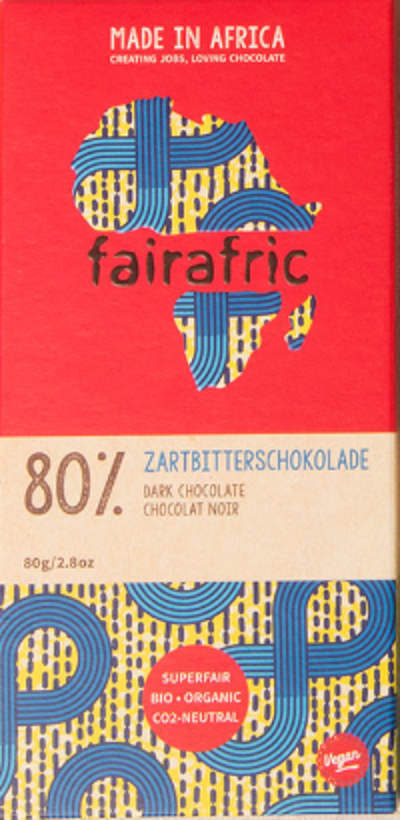 MADE IN AFRICA
CREATING JOBS, LOVING CHOCOLATE
fairafric
80%
ZARTBITTERSCHOKOLADE
DARK CHOCOLATE
CHOCOLAT NOIR
80g/2.8oz
SUPERFAIR
BIO • ORGANIC
CO2-NEUTRAL
Vegan